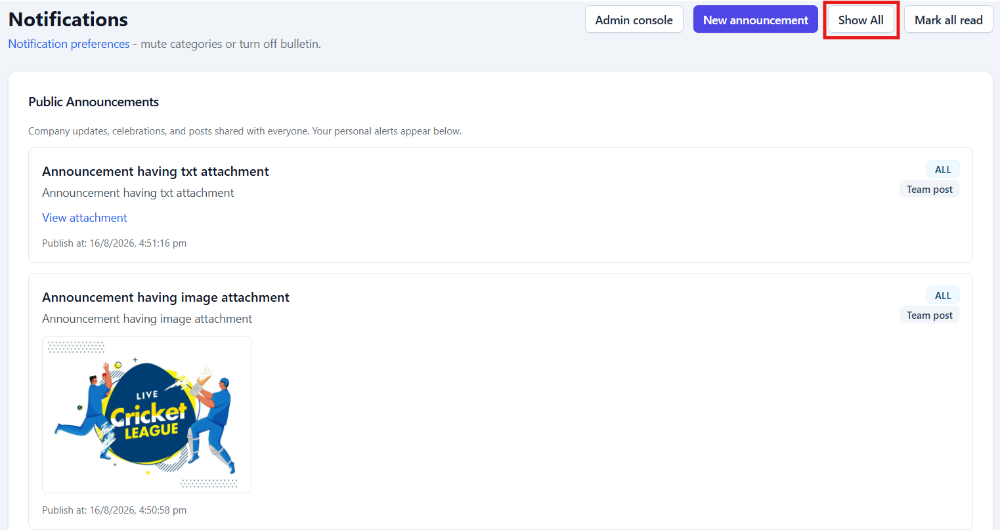 Notifications
Admin console
New announcement
Show All
Mark all read
Notification preferences - mute categories or turn off bulletin.
Public Announcements
Company updates, celebrations, and posts shared with everyone. Your personal alerts appear below.
Announcement having txt attachment
ALL
Announcement having txt attachment
Team post
View attachment
Publish at: 16/8/2026, 4:51:16 pm
Announcement having image attachment
ALL
Announcement having image attachment
Team post
LIVE
Cricket
LEAGUE
Publish at: 16/8/2026, 4:50:58 pm